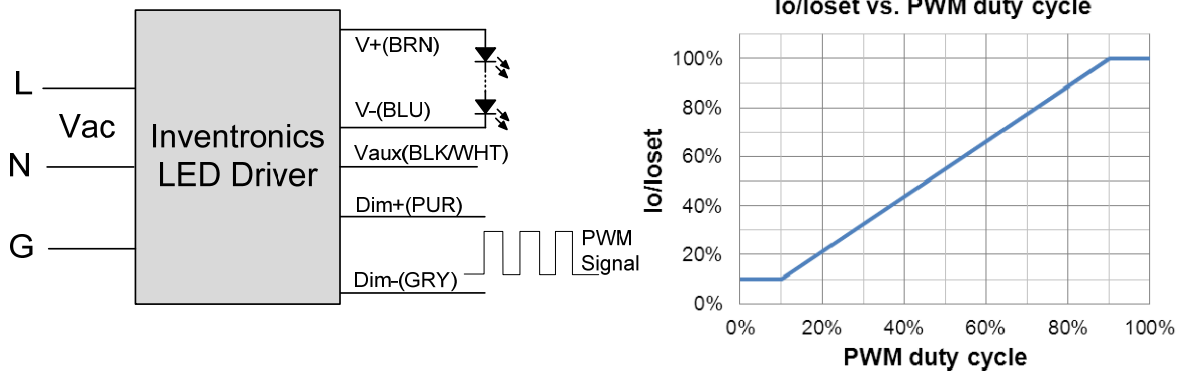 L
Vac
N
G
Inventronics
LED Driver
V+(BRN)
V-(BLU)
Vaux(BLK/WHT)
Dim+(PUR)
PWM
Signal
Dim-(GRY)
Io/Ioset vs. PWM duty cycle
Io/Ioset
100%
80%
60%
40%
20%
0%
0% 20% 40% 60% 80% 100%
PWM duty cycle